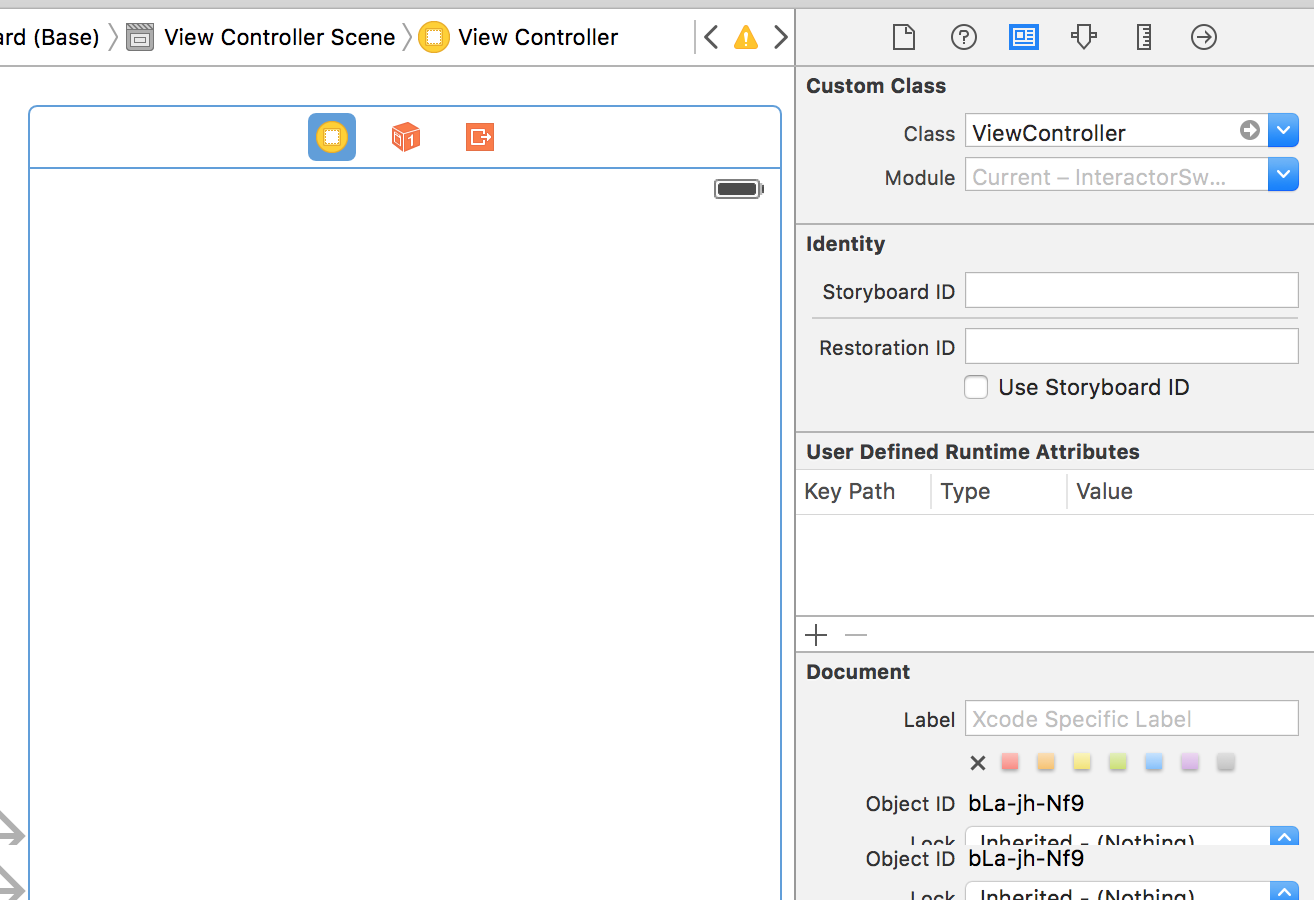 ard (Base) View Controller Scene View Controller
Custom Class
Class ViewController
Module Current – InteractorSw...
Identity
Storyboard ID
Restoration ID
Use Storyboard ID
User Defined Runtime Attributes
Key Path Type Value
Document
Label Xcode Specific Label
Object ID bLa-jh-Nf9
Lock Inherited - (Nothing)
Object ID bLa-jh-Nf9
Lock Inherited - (Nothing)